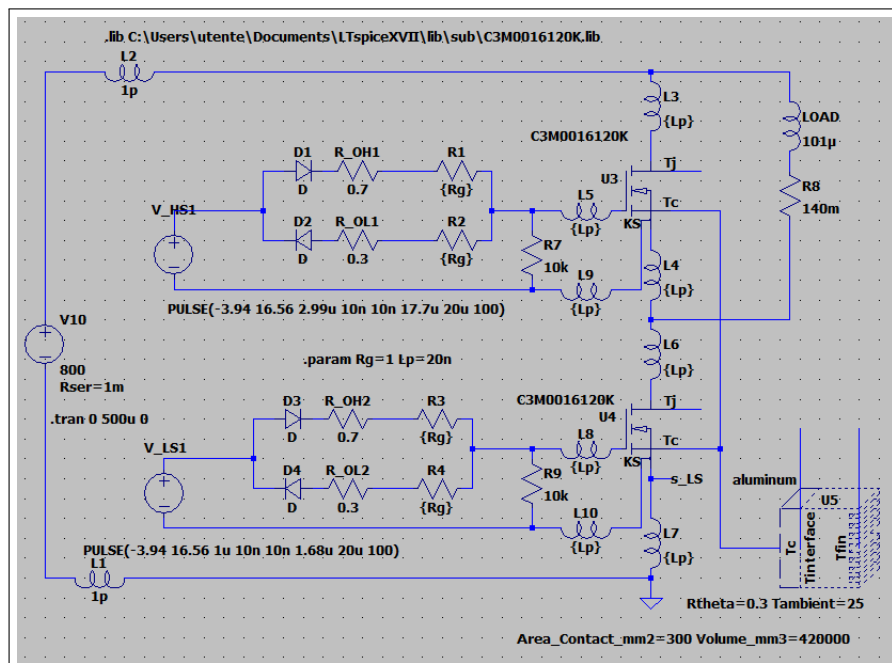 .lib C:\Users\utente\Documents\LTspiceXVII\lib\sub\C3M0016120K.lib
L2
1p
L3
{Lp}
LOAD
101µ
C3M0016120K
D1
R_OH1
R1
D
0.7
{Rg}
U3
Tj
R8
140m
V_HS1
L5
{Lp}
Tc
D2
R_OL1
R2
D
0.3
{Rg}
KS
R7
10k
L9
{Lp}
L4
{Lp}
PULSE(-3.94 16.56 2.99u 10n 10n 17.7u 20u 100)
V10
800
Rser=1m
.param Rg=1 Lp=20n
L6
{Lp}
.tran 0 500u 0
C3M0016120K
D3
R_OH2
R3
D
0.7
{Rg}
U4
Tj
V_LS1
L8
{Lp}
Tc
D4
R_OL2
R4
D
0.3
{Rg}
KS
R9
10k
s_LS
aluminum
U5
L10
{Lp}
L7
{Lp}
Tc
Tinterface
Tfin
PULSE(-3.94 16.56 1u 10n 10n 1.68u 20u 100)
L1
1p
Rtheta=0.3 Tambient=25
Area_Contact_mm2=300 Volume_mm3=420000